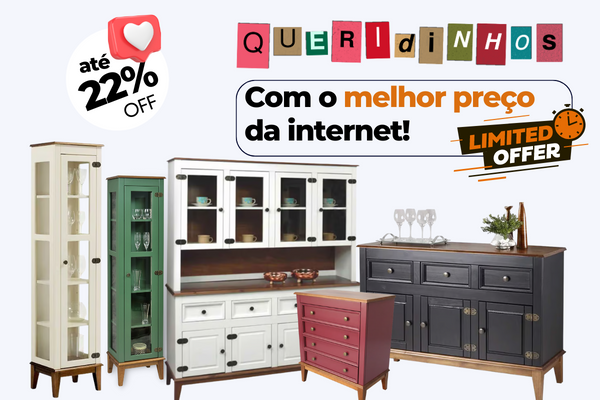 até
22%
OFF
QUERIdiNHOS
Com o melhor preço
da internet!
LIMITED
OFFER